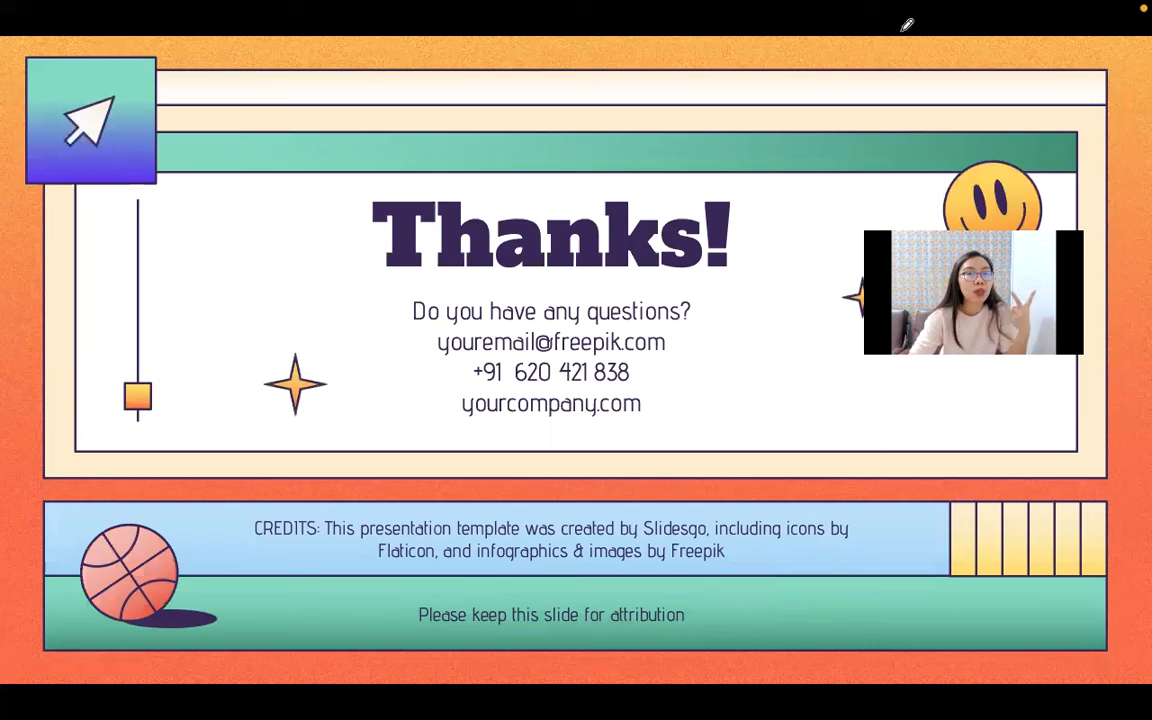 Thanks!
Do you have any questions?
youremail@freepik.com
+91 620 421 838
yourcompany.com
CREDITS: This presentation template was created by Slidesgo, including icons by
Flaticon, and infographics & images by Freepik
Please keep this slide for attribution